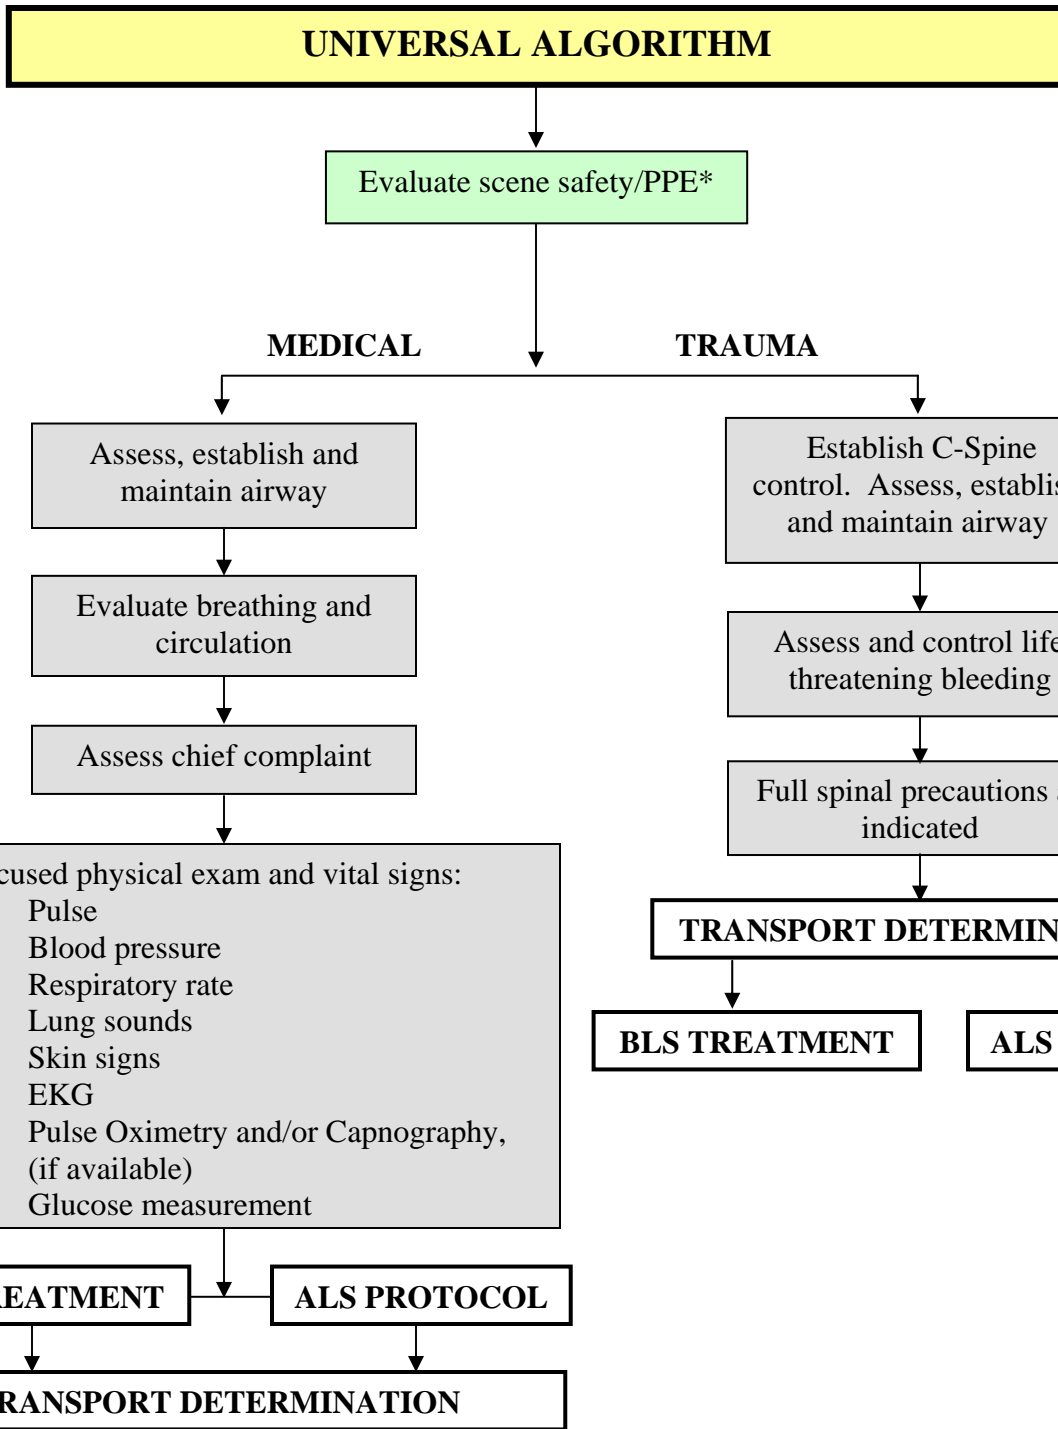 UNIVERSAL ALGORITHM
Evaluate scene safety/PPE*
MEDICAL
TRAUMA
Assess, establish and
maintain airway
Evaluate breathing and
circulation
Assess chief complaint
physical exam and vital signs:
Pulse
Blood pressure
Respiratory rate
Lung sounds
Skin signs
EKG
Pulse Oximetry and/or Capnography,
(if available)
Glucose measurement
ALS PROTOCOL
DETERMINATION
Establish C-Spine
control. Assess,
and maintain airway
Assess and control life
threatening bleeding
Full spinal precautions
indicated
TRANSPORT
BLS TREATMENT
ALS